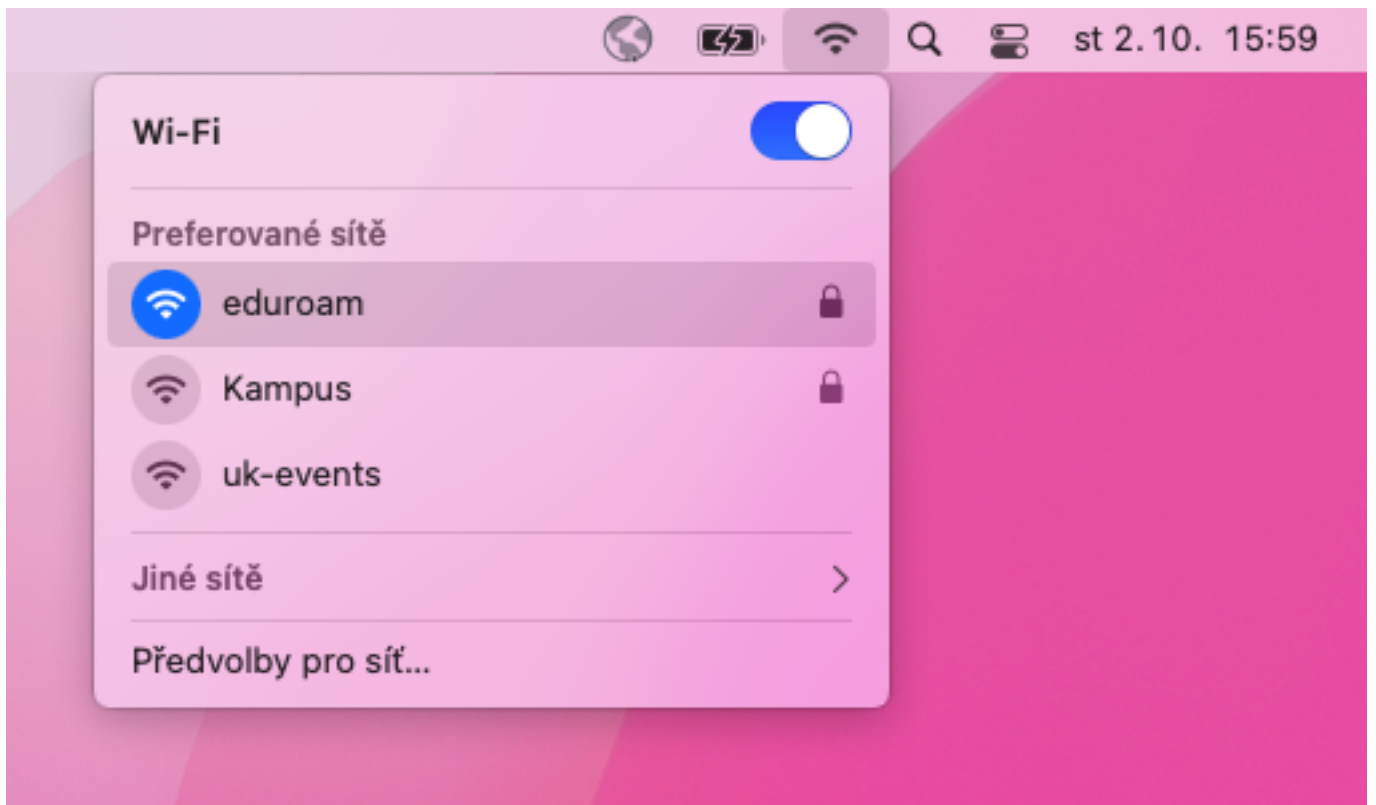 st 2. 10. 15:59
Wi-Fi
Preferované sítě
eduroam
Kampus
uk-events
Jiné sítě
Předvolby pro síť...